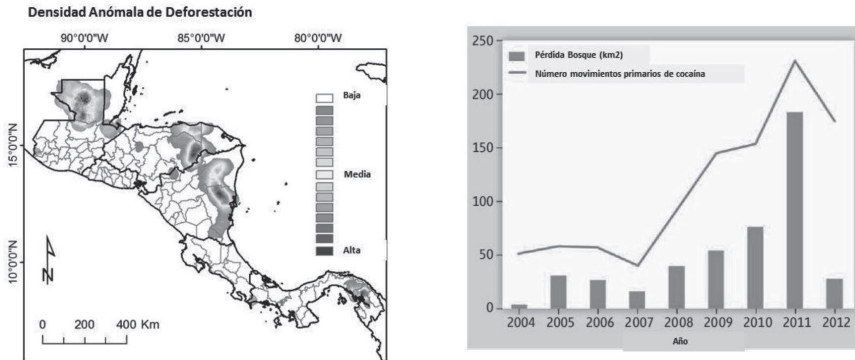 Densidad Anómala de Deforestación
90°0'0"W 85°0'0"W 80°0'0"W
15°0'0"N
10°0'0"N
Baja
Media
Alta
N
0 200 400 Km
Pérdida Bosque (km2)
Número movimientos primarios de cocaína
250
200
150
100
50
0
2004 2005 2006 2007 2008 2009 2010 2011 2012
Año